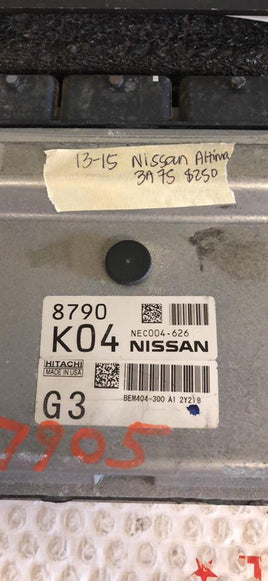 13-15 Nissan Altima
3A75 $250
8790
K04 NEC004-626
NISSAN
HITACHI
MADE IN USA
G3 BEM404-300 A1 2Y21B
7905